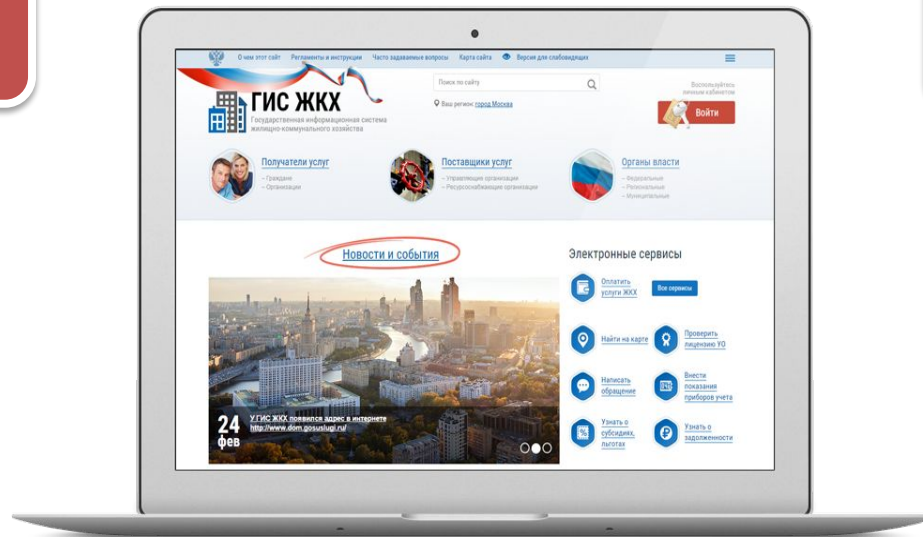 О чем этот сайт Регламенты и инструкции Часто задаваемые вопросы Карта сайта Версия для слабовидящих
Поиск по сайту
Воспользуйтесь
личным кабинетом
ГИС ЖКХ
Государственная информационная система
жилищно-коммунального хозяйства
Ваш регион: город Москва
Войти
Получатели услуг
– Граждане
– Организации
Поставщики услуг
– Управляющие организации
– Ресурсоснабжающие организации
Органы власти
– Федеральные
– Региональные
– Муниципальные
Новости и события
24
фев
У ГИС ЖКХ появился адрес в интернете
http://www.dom.gosuslugi.ru/
Электронные сервисы
Оплатить
услуги ЖКХ
Все сервисы
Найти на карте
Проверить
лицензию УО
Написать
обращение
Внести
показания
приборов учета
Узнать о
субсидиях,
льготах
Узнать о
задолженности